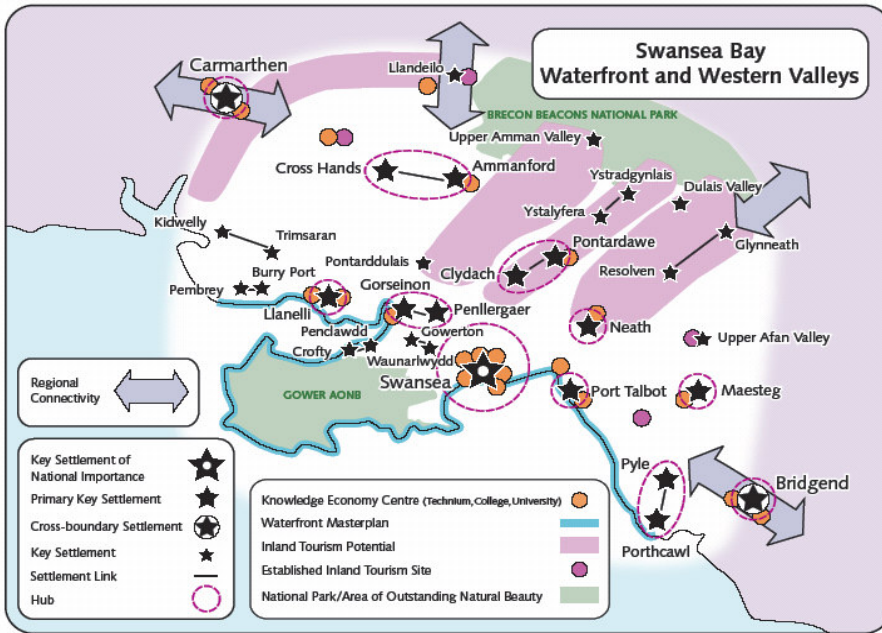 Swansea Bay
Waterfront and Western Valleys
Carmarthen
Llandeilo
BRECON BEACONS NATIONAL PARK
Upper Amman Valley
Cross Hands
Ammanford
Ystradgynlais
Dulais Valley
Ystalyfera
Kidwelly
Trimsaran
Pontarddulais
Pontardawe
Glynneath
Clydach
Resolven
Burry Port
Pembrey
Gorseinon
Llanelli
Penllergaer
Neath
Penclawdd
Gowerton
Upper Afan Valley
Crofty
Waunarlwydd
Swansea
GOWER AONB
Port Talbot
Maesteg
Pyle
Bridgend
Porthcawl
Regional
Connectivity
Key Settlement of
National Importance
Primary Key Settlement
Cross-boundary Settlement
Key Settlement
Settlement Link
Hub
Knowledge Economy Centre (Technium, College, University)
Waterfront Masterplan
Inland Tourism Potential
Established Inland Tourism Site
National Park/Area of Outstanding Natural Beauty